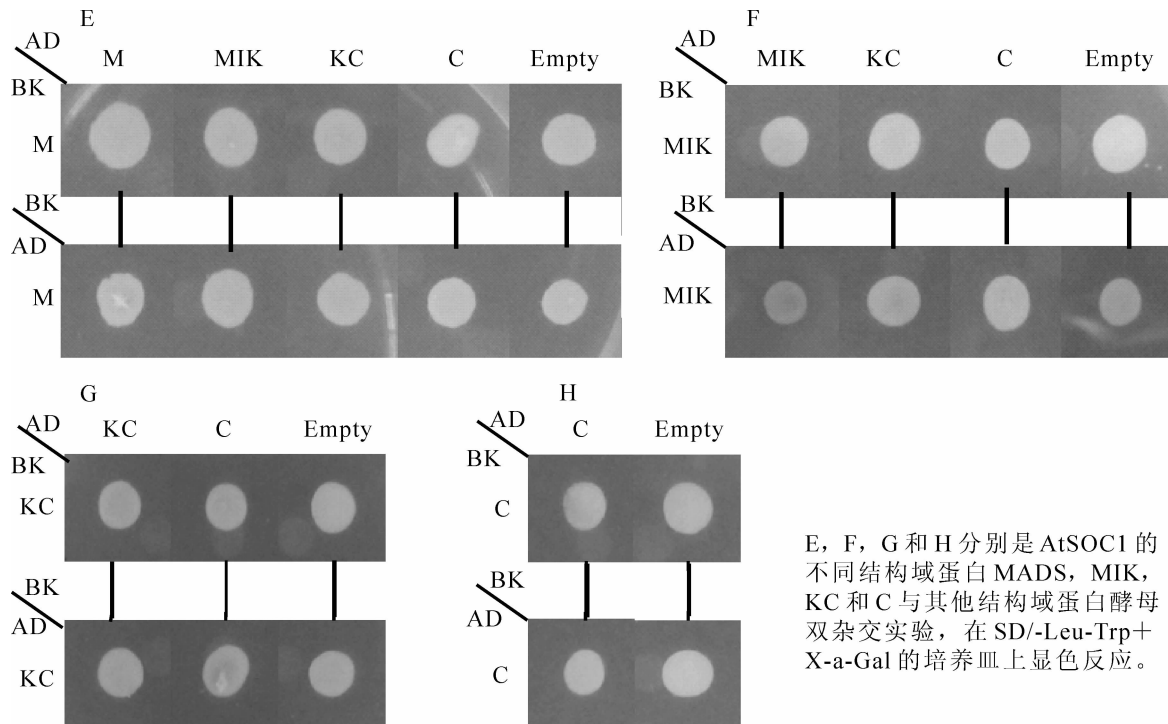 E
AD
M MIK KC C Empty
BK
M
BK
AD
M
F
AD
MIK KC C Empty
BK
MIK
BK
AD
MIK
G
AD
KC C Empty
BK
KC
BK
AD
KC
H
AD
C Empty
BK
C
BK
AD
C
E，F，G 和 H 分别是 AtSOC1 的
不同结构域蛋白 MADS，MIK，
KC 和 C 与其他结构域蛋白酵母
双杂交实验，在 SD/-Leu-Trp＋
X-a-Gal 的培养皿上显色反应。